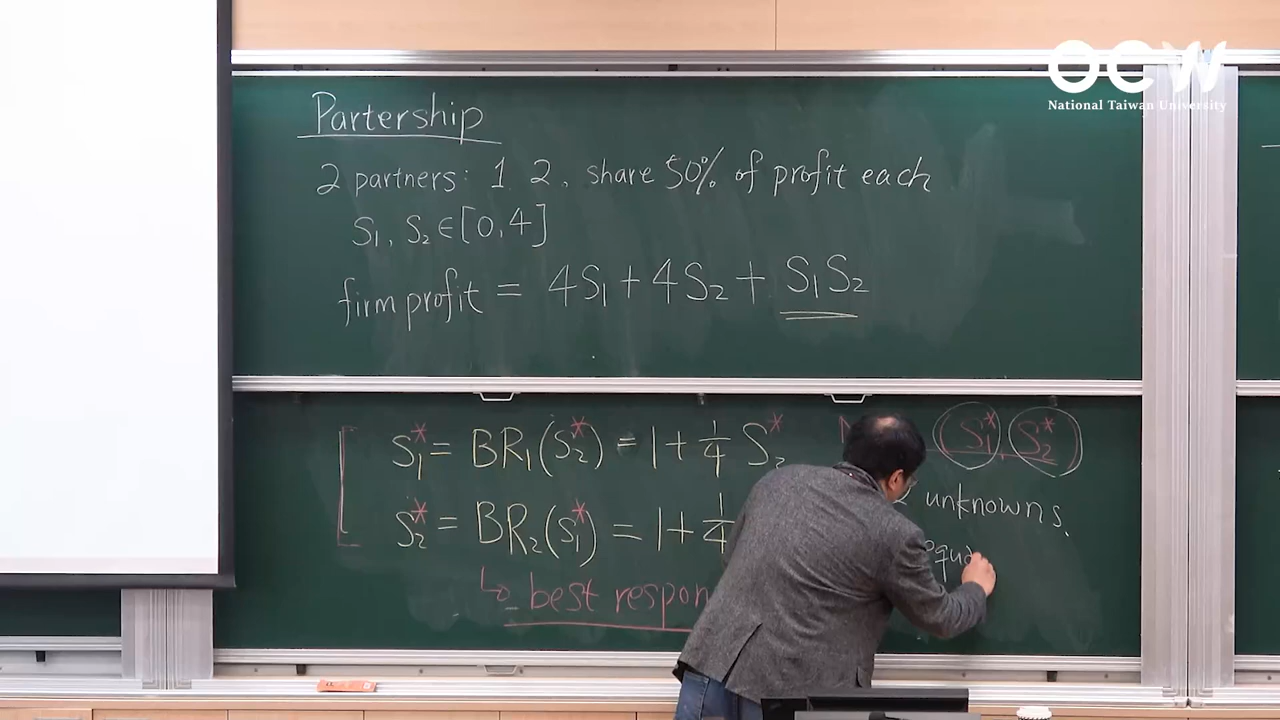 OCW
National Taiwan University
Partership
2 partners: 1 2, share 50% of profit each
S₁, S₂ ∈ [0, 4]
firm profit = 4S₁ + 4S₂ + S₁S₂
S₁* = BR₁(S₂*) = 1 + 1/4 S₂*
S₁*, S₂*
2 unknowns.
S₂* = BR₂(S₁*) = 1 + 1/4
equa
↳ best respon